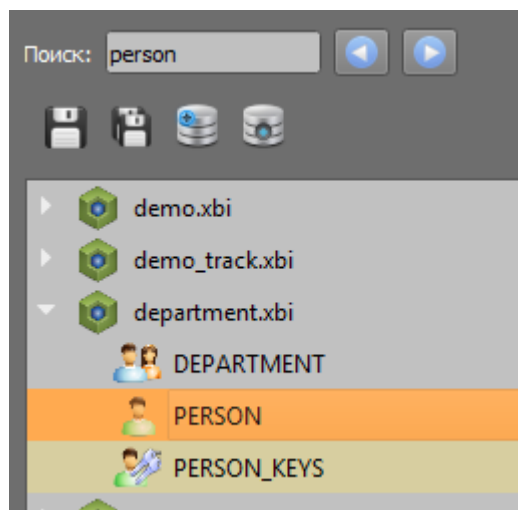 Поиск: person
demo.xbi
demo_track.xbi
department.xbi
DEPARTMENT
PERSON
PERSON_KEYS